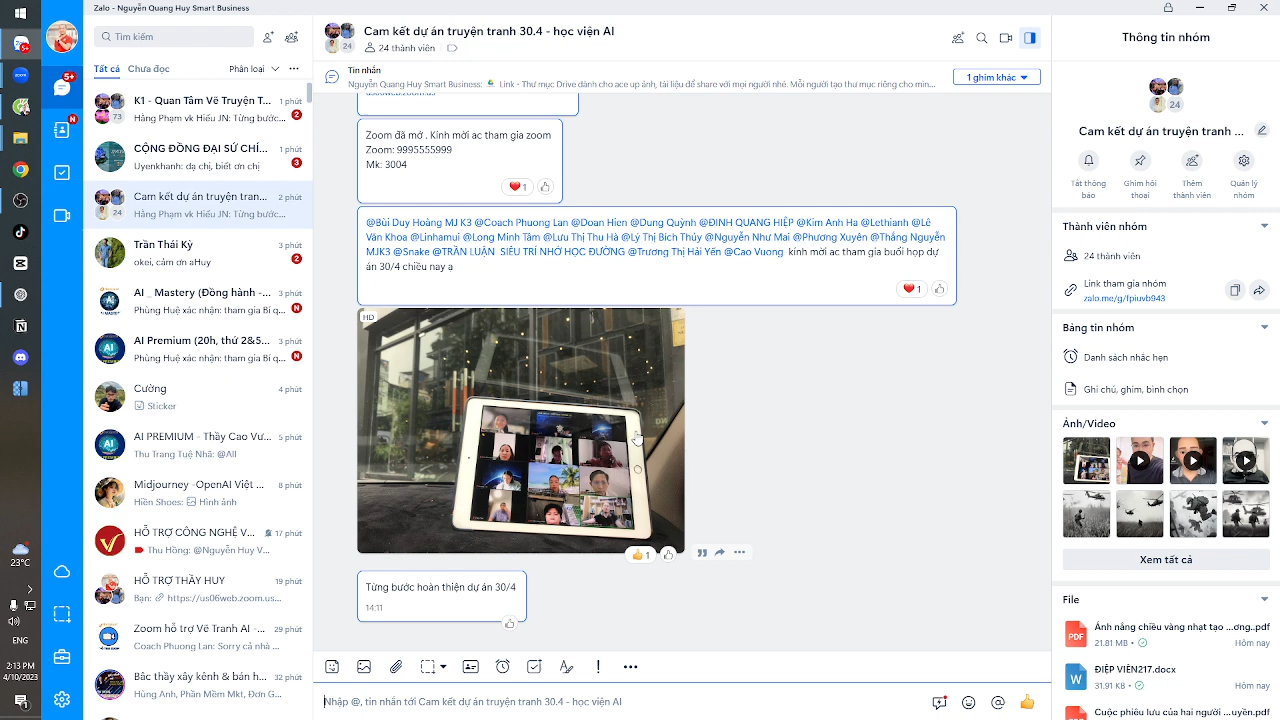 Zalo - Nguyễn Quang Huy Smart Business
Tìm kiếm
Tất cả Chưa đọc Phân loại
K1 - Quan Tâm Vẽ Truyện T... 1 phút
Hằng Phạm vk Hiếu JN: Từng bước... 2
73
CỘNG ĐỒNG ĐẠI SỨ CHÍ... 1 phút
Uyenkhanh: dạ chị, biết ơn chị 3
Cam kết dự án truyện tran... 2 phút
Hằng Phạm vk Hiếu JN: Từng bước...
24
Trần Thái Kỳ 3 phút
okei, cảm ơn aHuy 2
AI _ Mastery (Đồng hành -... 3 phút
Phùng Huệ xác nhận: tham gia Bí q... N
AI Premium (20h, thứ 2&5... 3 phút
Phùng Huệ xác nhận: tham gia Bí q... N
Cường 4 phút
Sticker
AI PREMIUM - Thầy Cao Vư... 5 phút
Thu Trang Tuệ Nhã: @All
Midjourney -OpenAI Việt ... 8 phút
Hiền Shoes: Hình ảnh
HỖ TRỢ CÔNG NGHỆ V... 17 phút
Thu Hồng: @Nguyễn Huy V...
HỖ TRỢ THẦY HUY 19 phút
Bạn: https://us06web.zoom.us...
Zoom hỗ trợ Vẽ Tranh AI -... 29 phút
Coach Phuong Lan: Sorry cả nhà ...
Bậc thầy xây kênh & bán h... 32 phút
Hùng Anh, Phần Mềm Mkt, Đơn G...
5+
N
23°C
ENG
2:13 PM
4/16/2024
Cam kết dự án truyện tranh 30.4 - học viện AI
24 thành viên
24
Tin nhắn
Nguyễn Quang Huy Smart Business: Link - Thư mục Drive dành cho ace up ảnh, tài liệu để share với mọi người nhé. Mỗi người tạo thư mục riêng cho mìn...
1 ghim khác
us06web.zoom.us
Zoom đã mở . Kính mời ac tham gia zoom
Zoom: 9995555999
Mk: 3004
1
@Bùi Duy Hoàng MJ K3 @Coach Phuong Lan @Doan Hien @Dung Quỳnh @ĐINH QUANG HIỆP @Kim Anh Ha @Lethianh @Lê
Văn Khoa @Linhamui @Long Minh Tâm @Lưu Thị Thu Hà @Lý Thị Bích Thủy @Nguyễn Như Mai @Phương Xuyên @Thắng Nguyễn
MJK3 @Snake @TRẦN LUẬN SIÊU TRÍ NHỚ HỌC ĐƯỜNG @Trương Thị Hải Yến @Cao Vuong kính mời ac tham gia buổi họp dự
án 30/4 chiều nay ạ
1
HD
1
Từng bước hoàn thiện dự án 30/4
14:11
Nhập @, tin nhắn tới Cam kết dự án truyện tranh 30.4 - học viện AI
Thông tin nhóm
24
Cam kết dự án truyện tranh ...
Tắt thông báo
Ghim hội thoại
Thêm thành viên
Quản lý nhóm
Thành viên nhóm
24 thành viên
Link tham gia nhóm
zalo.me/g/fpiuvb943
Bảng tin nhóm
Danh sách nhắc hẹn
Ghi chú, ghim, bình chọn
Ảnh/Video
Xem tất cả
File
PDF
Ánh nắng chiều vàng nhạt tạo ...ờng..pdf
21.81 MB Hôm nay
W
ĐIỆP VIÊN217.docx
31.91 KB Hôm nay
Cuộc phiêu lưu của hai người ...uyền.pdf